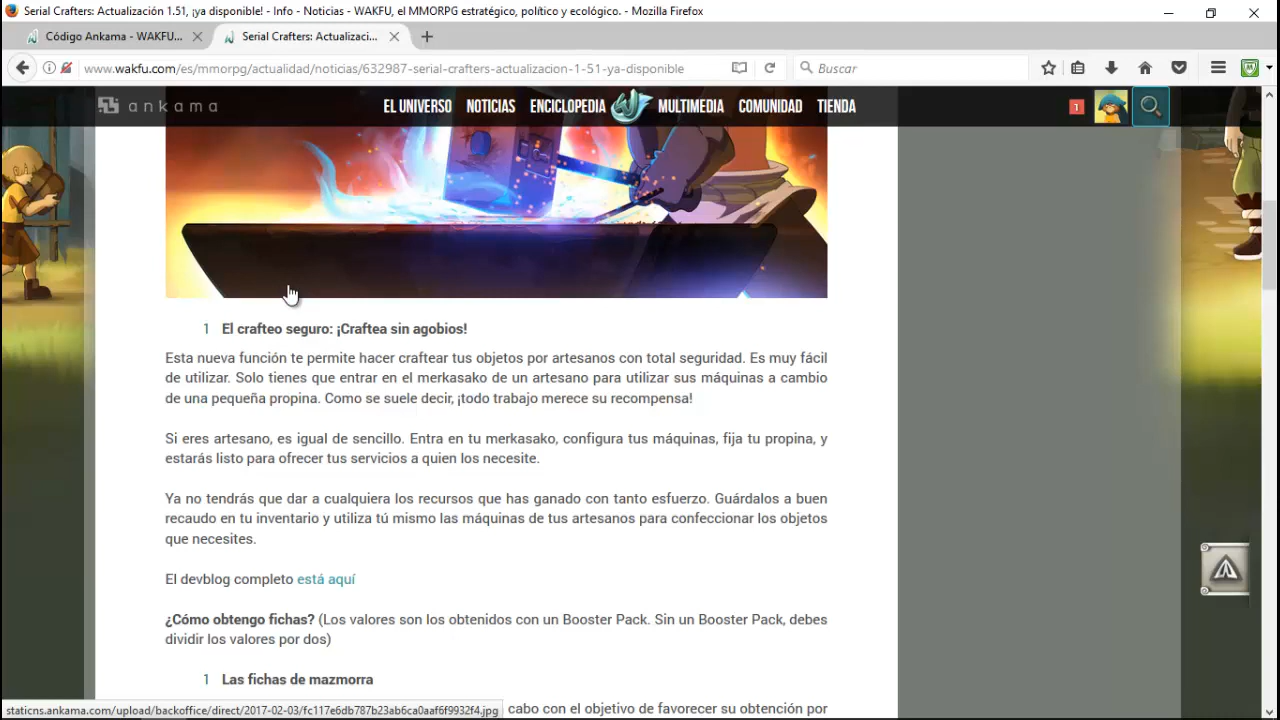 Serial Crafters: Actualización 1.51, ¡ya disponible! - Info - Noticias - WAKFU, el MMORPG estratégico, político y ecológico. - Mozilla Firefox
Código Ankama - WAKFU...
Serial Crafters: Actualizaci...
www.wakfu.com/es/mmorpg/actualidad/noticias/632987-serial-crafters-actualizacion-1-51-ya-disponible
Buscar
ankama
EL UNIVERSO NOTICIAS ENCICLOPEDIA MULTIMEDIA COMUNIDAD TIENDA
1
1 El crafteo seguro: ¡Craftea sin agobios!
Esta nueva función te permite hacer craftear tus objetos por artesanos con total seguridad. Es muy fácil
de utilizar. Solo tienes que entrar en el merkasako de un artesano para utilizar sus máquinas a cambio
de una pequeña propina. Como se suele decir, ¡todo trabajo merece su recompensa!
Si eres artesano, es igual de sencillo. Entra en tu merkasako, configura tus máquinas, fija tu propina, y
estarás listo para ofrecer tus servicios a quien los necesite.
Ya no tendrás que dar a cualquiera los recursos que has ganado con tanto esfuerzo. Guárdalos a buen
recaudo en tu inventario y utiliza tú mismo las máquinas de tus artesanos para confeccionar los objetos
que necesites.
El devblog completo está aquí
¿Cómo obtengo fichas? (Los valores son los obtenidos con un Booster Pack. Sin un Booster Pack, debes
dividir los valores por dos)
1 Las fichas de mazmorra
cabo con el objetivo de favorecer su obtención por
staticns.ankama.com/upload/backoffice/direct/2017-02-03/fc117e6db787b23ab6ca0aaf6f9932f4.jpg